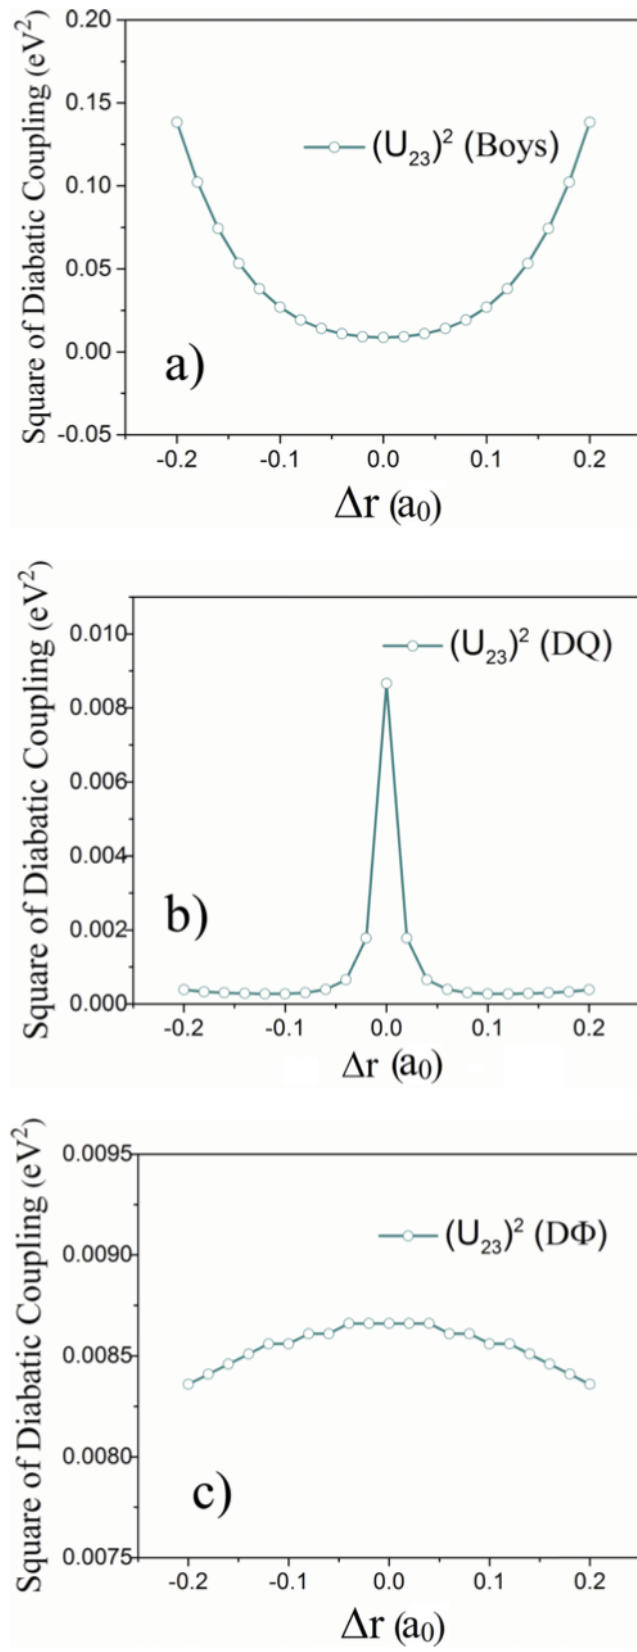 Square of Diabatic Coupling (eV²)
0.20
0.15
0.10
0.05
0.00
-0.05
(U₂₃)² (Boys)
a)
-0.2 -0.1 0.0 0.1 0.2
Δr (a₀)
Square of Diabatic Coupling (eV²)
0.010
0.008
0.006
0.004
0.002
0.000
(U₂₃)² (DQ)
b)
-0.2 -0.1 0.0 0.1 0.2
Δr (a₀)
Square of Diabatic Coupling (eV²)
0.0095
0.0090
0.0085
0.0080
0.0075
(U₂₃)² (DΦ)
c)
-0.2 -0.1 0.0 0.1 0.2
Δr (a₀)